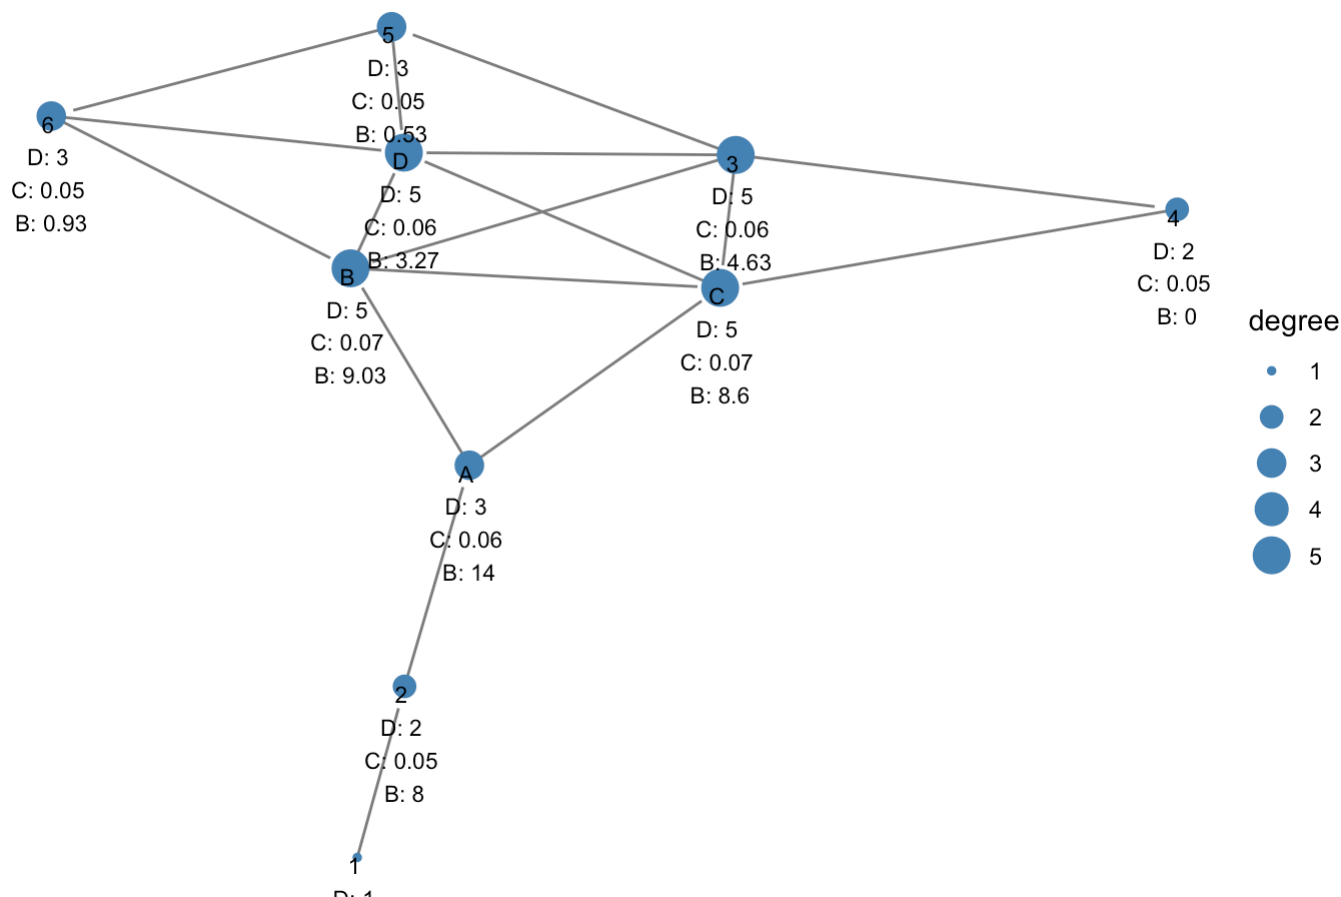 5
D: 3
C: 0.05
B: 0.53
6
D: 3
C: 0.05
B: 0.93
D
D: 5
C: 0.06
B: 3.27
3
D: 5
C: 0.06
B: 4.63
4
D: 2
C: 0.05
B: 0
B
D: 5
C: 0.07
B: 9.03
C
D: 5
C: 0.07
B: 8.6
A
D: 3
C: 0.06
B: 14
2
D: 2
C: 0.05
B: 8
1
D: 1
degree
1
2
3
4
5